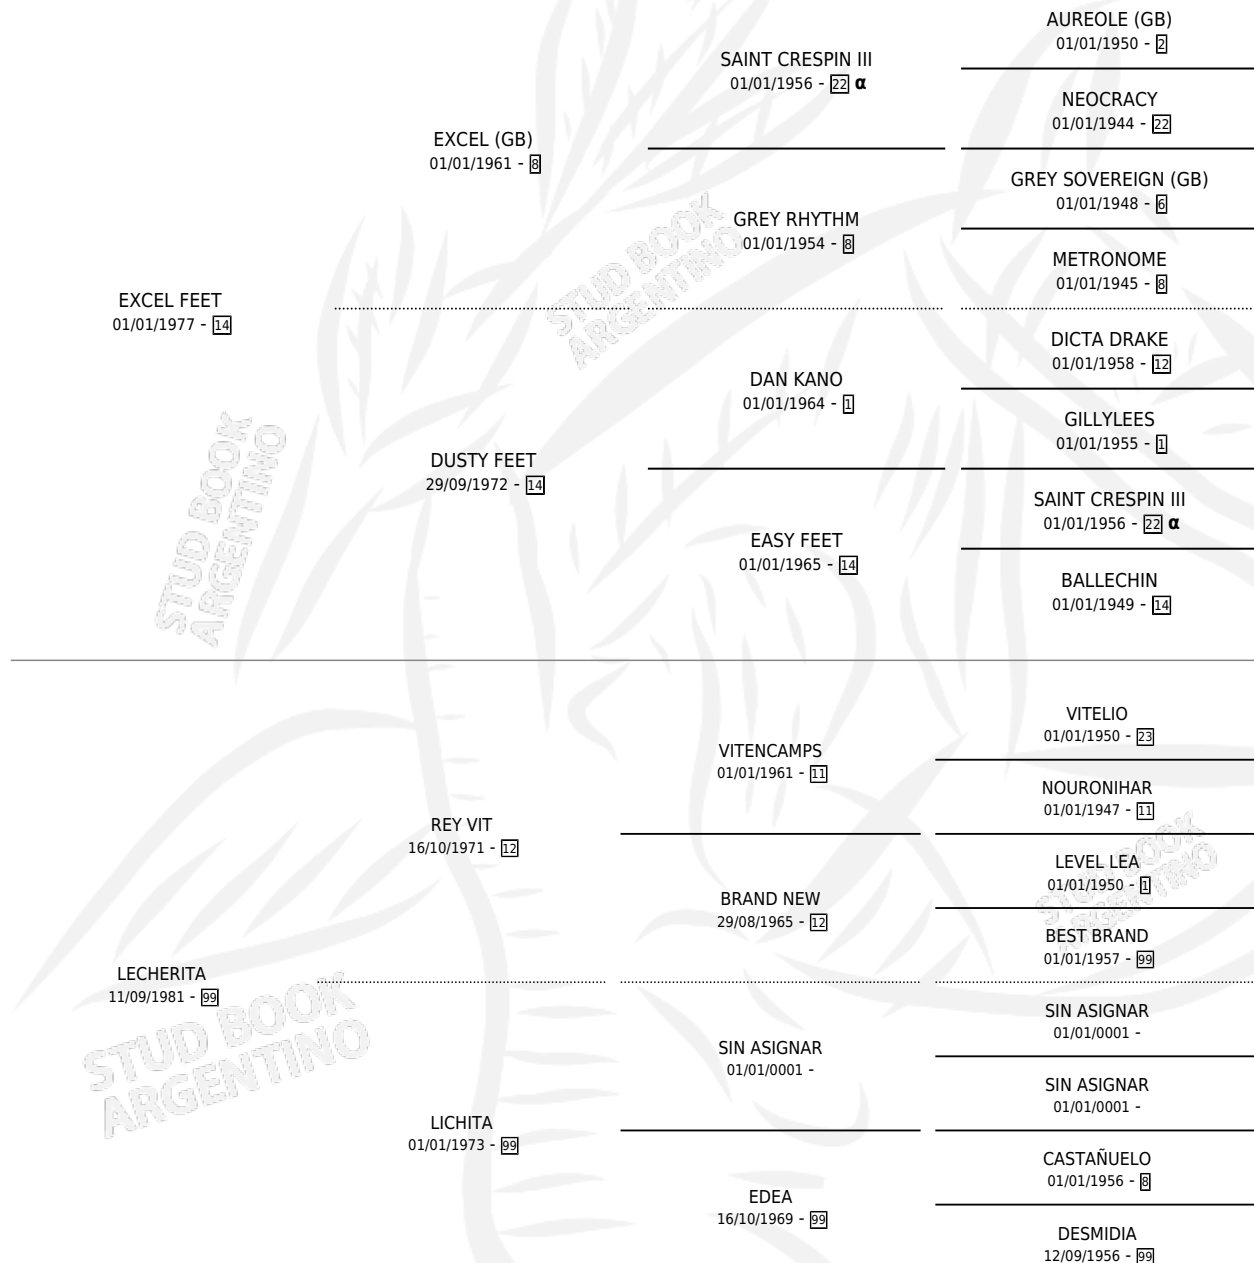 AUREOLE (GB)
01/01/1950 - 2
SAINT CRESPIN III
01/01/1956 - 22 α
NEOCRACY
01/01/1944 - 22
EXCEL (GB)
01/01/1961 - 8
GREY SOVEREIGN (GB)
01/01/1948 - 6
GREY RHYTHM
01/01/1954 - 8
METRONOME
01/01/1945 - 8
EXCEL FEET
01/01/1977 - 14
DICTA DRAKE
01/01/1958 - 12
DAN KANO
01/01/1964 - 1
GILLYLEES
01/01/1955 - 1
DUSTY FEET
29/09/1972 - 14
SAINT CRESPIN III
01/01/1956 - 22 α
EASY FEET
01/01/1965 - 14
BALLECHIN
01/01/1949 - 14
VITELIO
01/01/1950 - 23
VITENCAMPS
01/01/1961 - 11
NOURONIHAR
01/01/1947 - 11
REY VIT
16/10/1971 - 12
LEVEL LEA
01/01/1950 - 1
BRAND NEW
29/08/1965 - 12
BEST BRAND
01/01/1957 - 99
LECHERITA
11/09/1981 - 99
SIN ASIGNAR
01/01/0001 -
SIN ASIGNAR
01/01/0001 -
SIN ASIGNAR
01/01/0001 -
LICHITA
01/01/1973 - 99
CASTAÑUELO
01/01/1956 - 8
EDEA
16/10/1969 - 99
DESMIDIA
12/09/1956 - 99
STUD BOOK
ARGENTINO
STUD BOOK
ARGENTINO
STUD BOOK
ARGENTINO
STUD BOOK
ARGENTINO